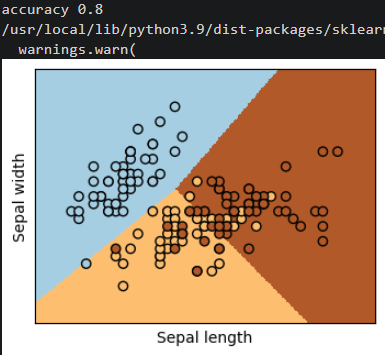 accuracy 0.8
/usr/local/lib/python3.9/dist-packages/sklearn
warnings.warn(
Sepal width
Sepal length